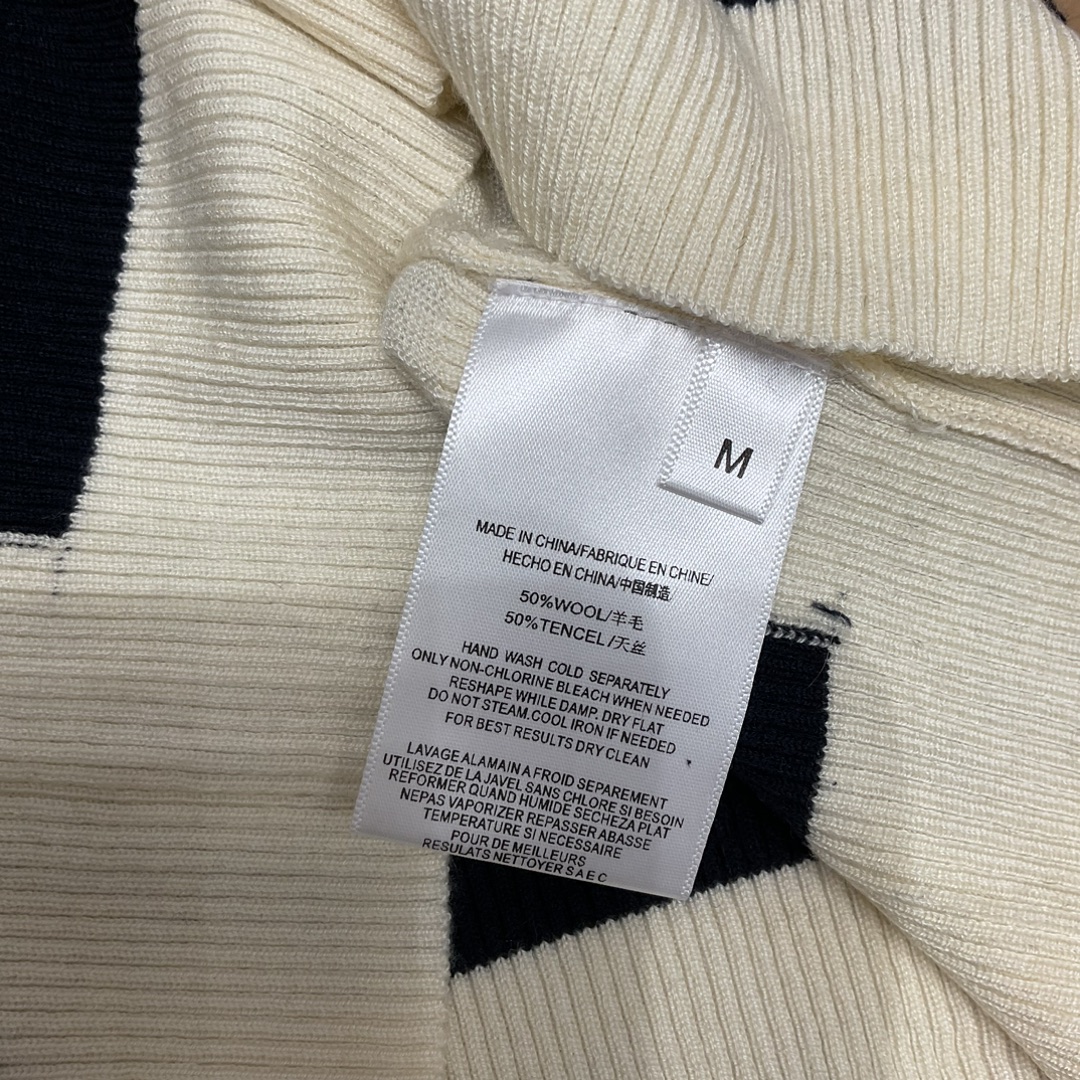 M
MADE IN CHINA/FABRIQUE EN CHINE/
HECHO EN CHINA/中国制造
50%WOOL/羊毛
50%TENCEL/天丝
HAND WASH COLD SEPARATELY
ONLY NON-CHLORINE BLEACH WHEN NEEDED
RESHAPE WHILE DAMP. DRY FLAT
DO NOT STEAM.COOL IRON IF NEEDED
FOR BEST RESULTS DRY CLEAN
LAVAGE ALAMAIN A FROID SEPAREMENT
UTILISEZ DE LA JAVEL SANS CHLORE SI BESOIN
REFORMER QUAND HUMIDE SECHEZA PLAT
NEPAS VAPORIZER REPASSER ABASSE
TEMPERATURE SI NECESSAIRE
POUR DE MEILLEURS
RESULATS NETTOYER S A E C